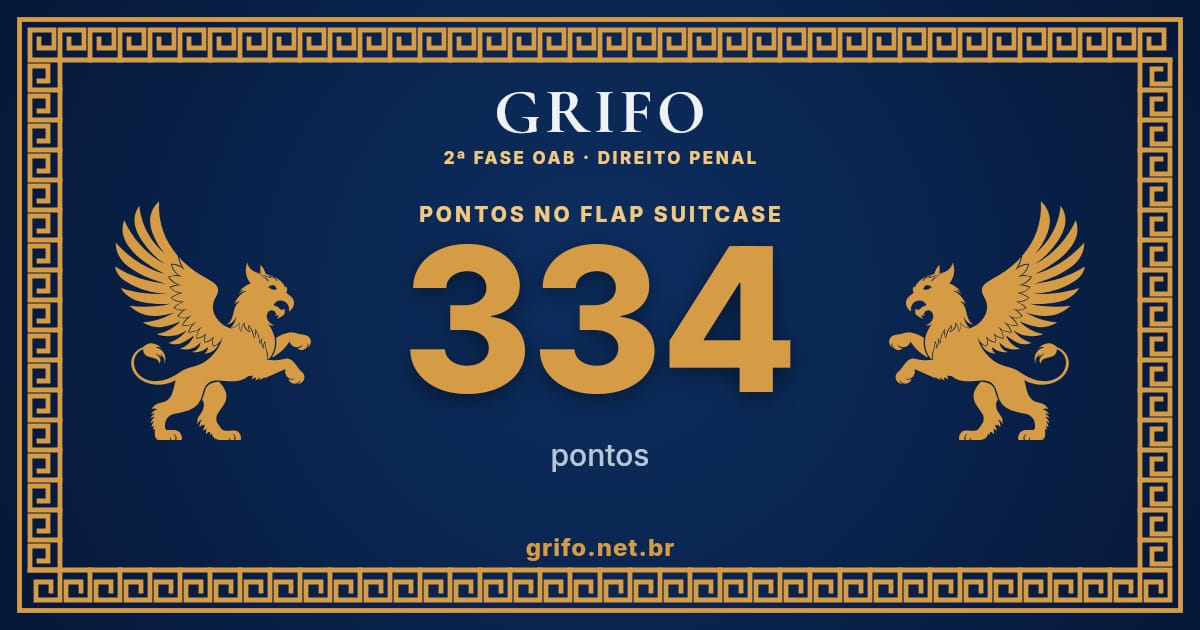 GRIFO
2ª FASE OAB · DIREITO PENAL
PONTOS NO FLAP SUITCASE
334
pontos
grifo.net.br